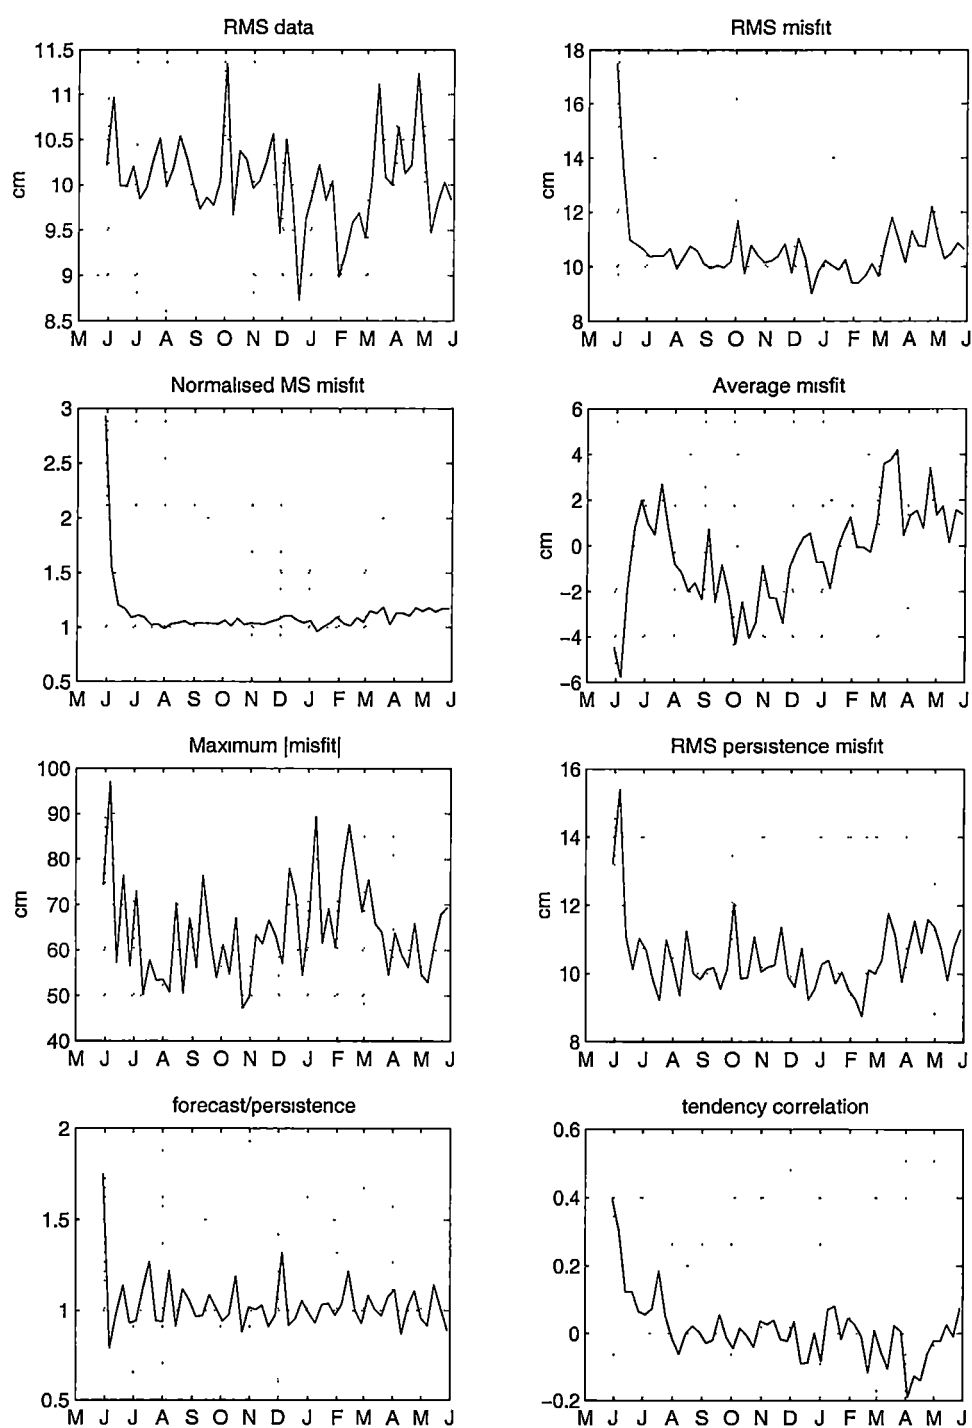 RMS data
11.5
11
10.5
10
9.5
9
8.5
cm
M J J A S O N D J F M A M J
RMS misfit
18
16
14
12
10
8
cm
M J J A S O N D J F M A M J
Normalised MS misfit
3
2.5
2
1.5
1
0.5
M J J A S O N D J F M A M J
Average misfit
6
4
2
0
−2
−4
−6
cm
M J J A S O N D J F M A M J
Maximum |misfit|
100
90
80
70
60
50
40
cm
M J J A S O N D J F M A M J
RMS persistence misfit
16
14
12
10
8
cm
M J J A S O N D J F M A M J
forecast/persistence
2
1.5
1
0.5
M J J A S O N D J F M A M J
tendency correlation
0.6
0.4
0.2
0
−0.2
M J J A S O N D J F M A M J